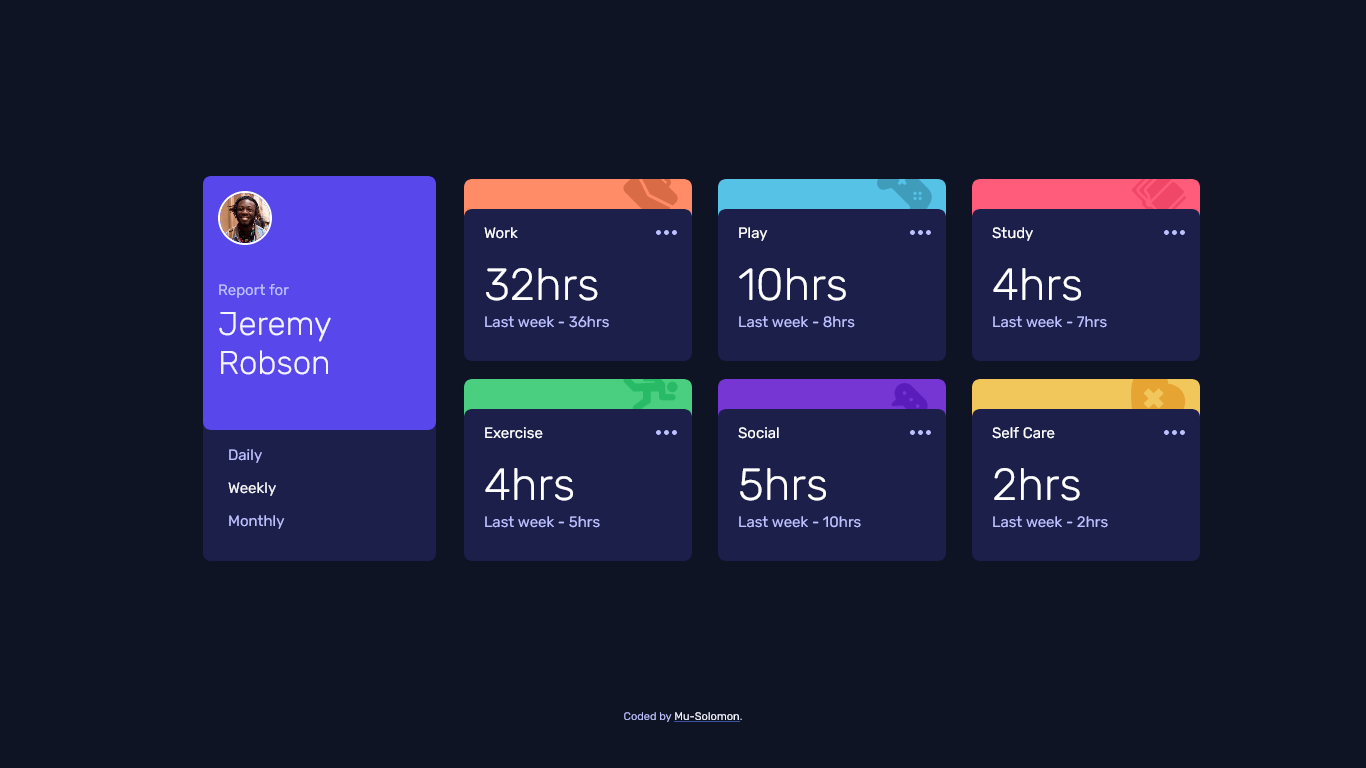 Report for
Jeremy
Robson
Daily
Weekly
Monthly
Work
32hrs
Last week - 36hrs
Play
10hrs
Last week - 8hrs
Study
4hrs
Last week - 7hrs
Exercise
4hrs
Last week - 5hrs
Social
5hrs
Last week - 10hrs
Self Care
2hrs
Last week - 2hrs
Coded by Mu-Solomon.